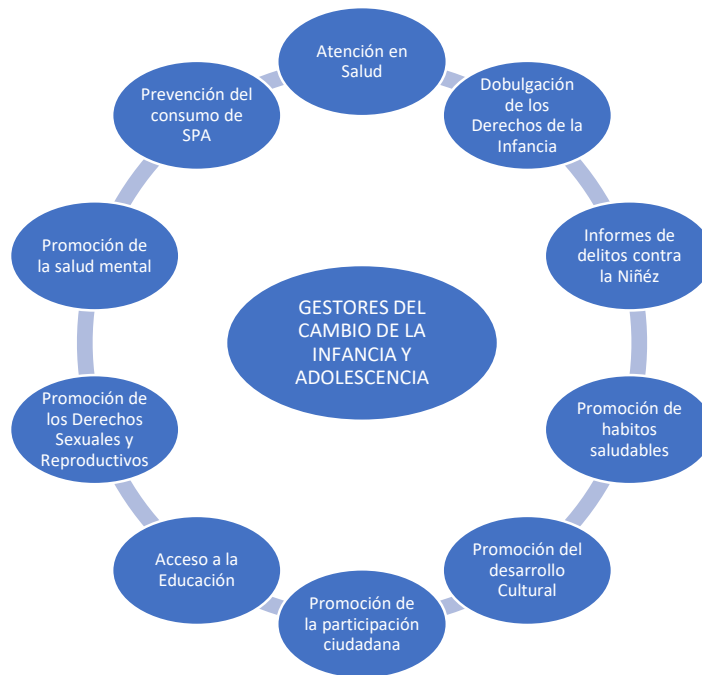 Atención en
Salud
Dobulgación
de los
Derechos de la
Infancia
Informes de
delitos contra
la Niñéz
Promoción de
habitos
saludables
Promoción del
desarrollo
Cultural
Promoción de
la participación
ciudadana
Acceso a la
Educación
Promoción de
los Derechos
Sexuales y
Reproductivos
Promoción de
la salud mental
Prevención del
consumo de
SPA
GESTORES DEL
CAMBIO DE LA
INFANCIA Y
ADOLESCENCIA